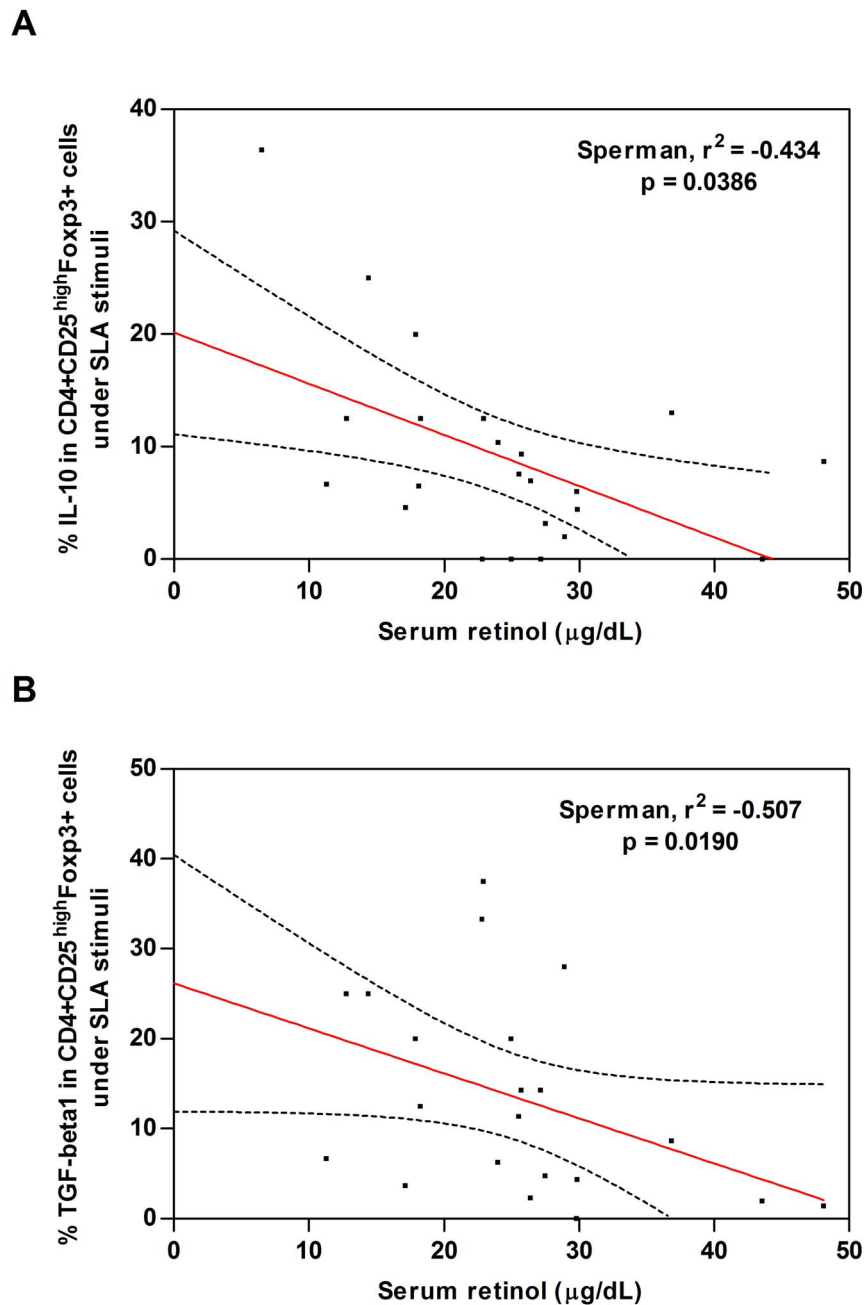 A
40
30
20
10
0
% IL-10 in CD4+CD25highFoxp3+ cells
under SLA stimuli
Sperman, r2 = -0.434
p = 0.0386
0 10 20 30 40 50
Serum retinol (μg/dL)
B
50
40
30
20
10
0
% TGF-beta1 in CD4+CD25highFoxp3+ cells
under SLA stimuli
Sperman, r2 = -0.507
p = 0.0190
0 10 20 30 40 50
Serum retinol (μg/dL)